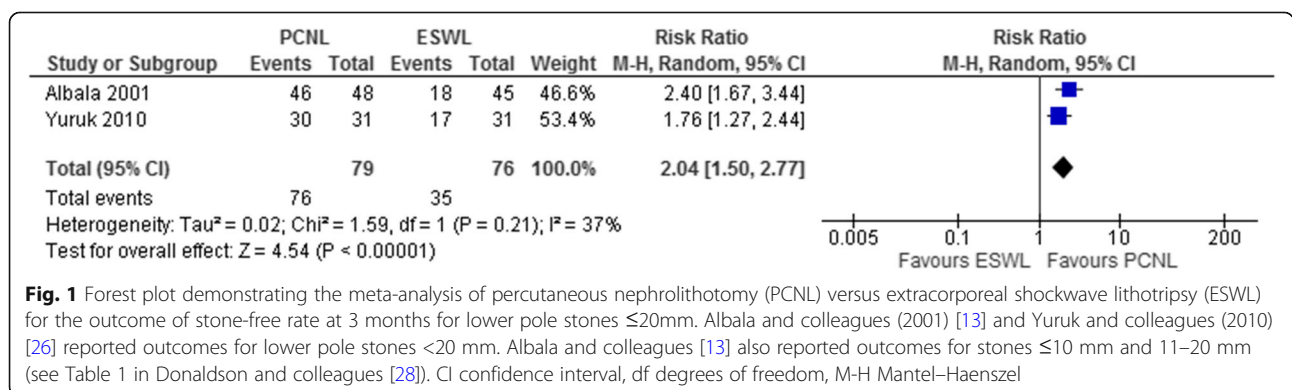 PCNL ESWL Risk Ratio Risk Ratio
Study or Subgroup Events Total Events Total Weight M-H, Random, 95% CI M-H, Random, 95% CI
Albala 2001 46 48 18 45 46.6% 2.40 [1.67, 3.44]
Yuruk 2010 30 31 17 31 53.4% 1.76 [1.27, 2.44]
Total (95% CI) 79 76 100.0% 2.04 [1.50, 2.77]
Total events 76 35
Heterogeneity: Tau² = 0.02; Chi² = 1.59, df = 1 (P = 0.21); I² = 37%
Test for overall effect: Z = 4.54 (P < 0.00001)
0.005 0.1 1 10 200
Favours ESWL Favours PCNL
Fig. 1 Forest plot demonstrating the meta-analysis of percutaneous nephrolithotomy (PCNL) versus extracorporeal shockwave lithotripsy (ESWL)
for the outcome of stone-free rate at 3 months for lower pole stones ≤20mm. Albala and colleagues (2001) [13] and Yuruk and colleagues (2010)
[26] reported outcomes for lower pole stones <20 mm. Albala and colleagues [13] also reported outcomes for stones ≤10 mm and 11–20 mm
(see Table 1 in Donaldson and colleagues [28]). CI confidence interval, df degrees of freedom, M-H Mantel–Haenszel